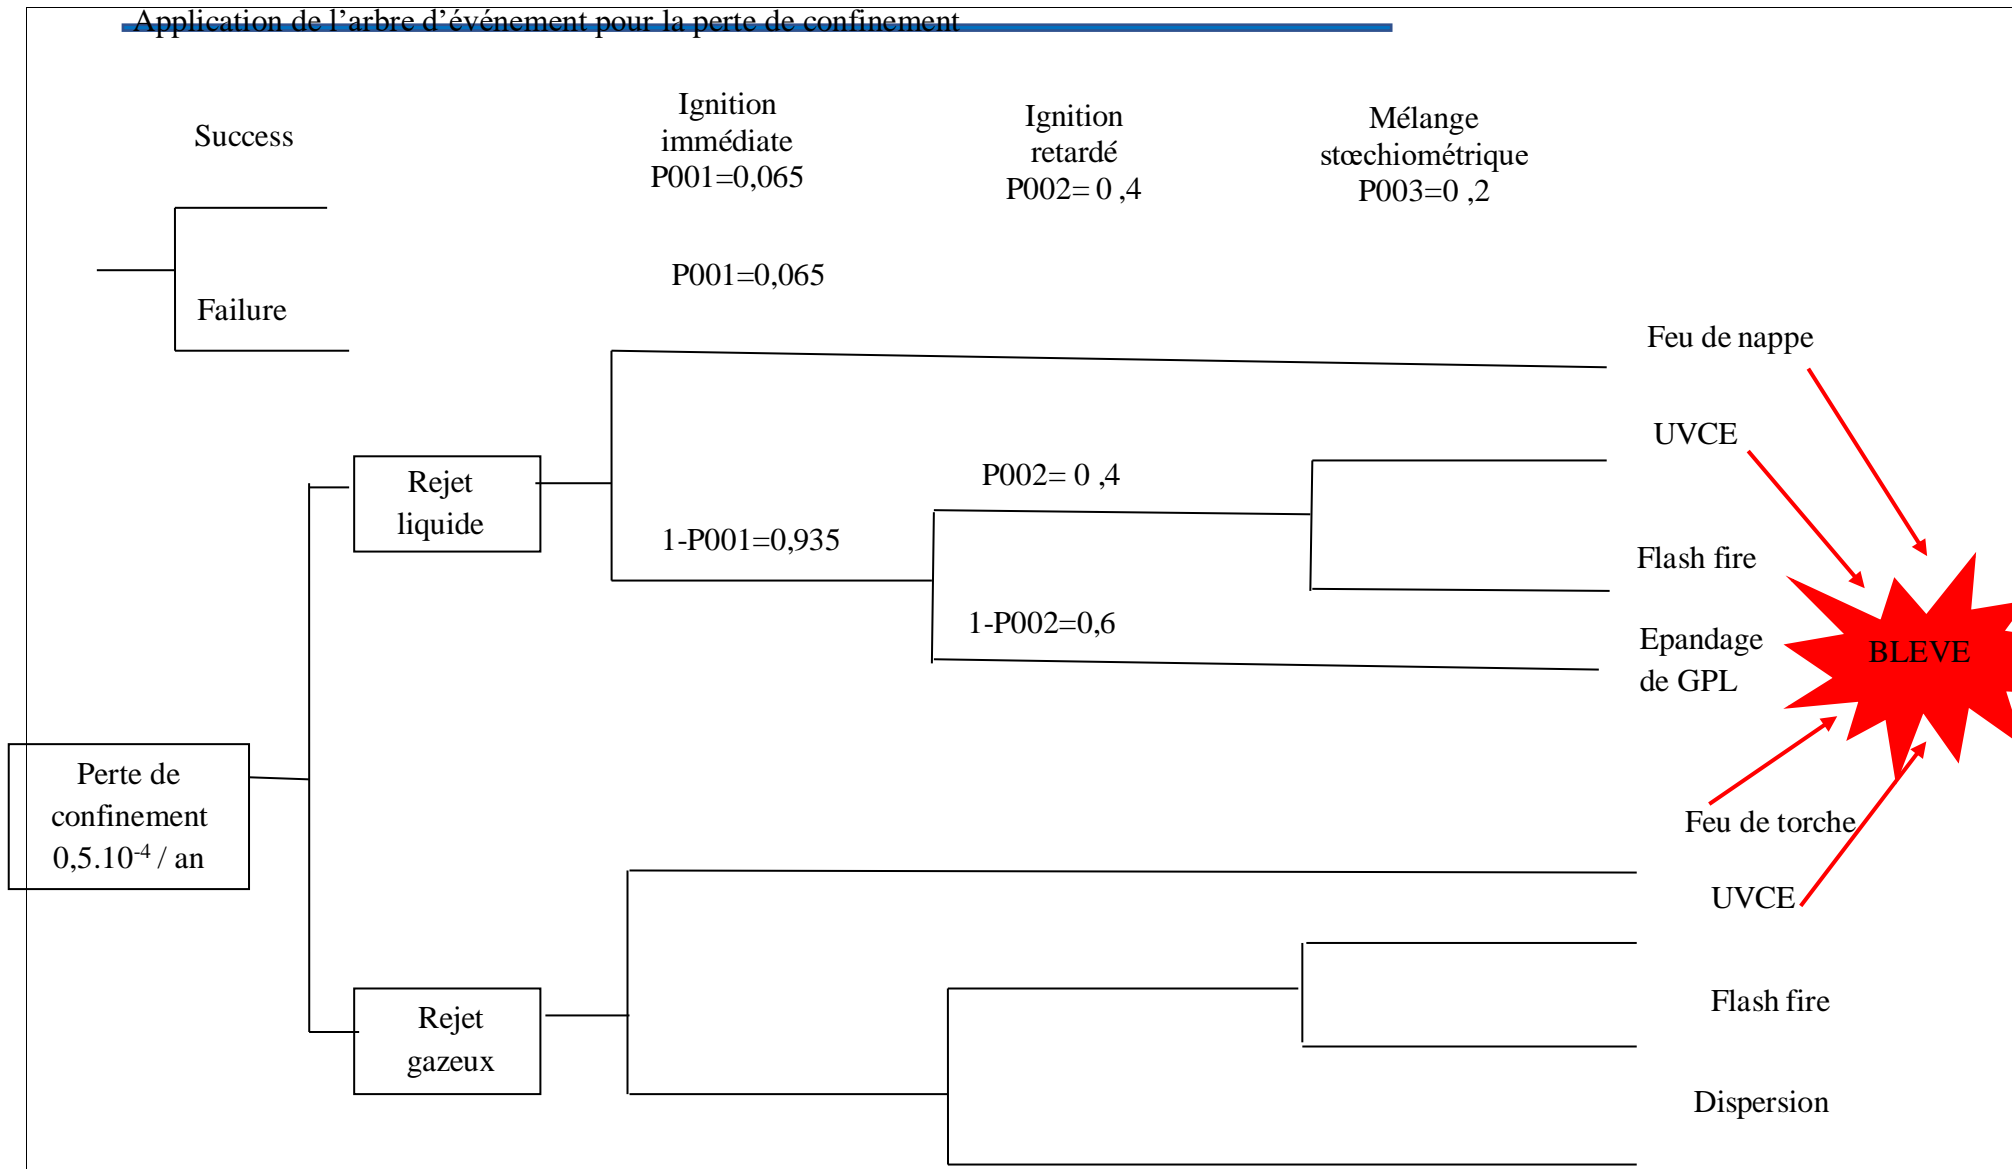 Application de l’arbre d’événement pour la perte de confinement
Success
Ignition
immédiate
P001=0,065
Ignition
retardé
P002= 0 ,4
Mélange
stœchiométrique
P003=0 ,2
P001=0,065
Failure
Feu de nappe
UVCE
Rejet
liquide
P002= 0 ,4
1-P001=0,935
Flash fire
1-P002=0,6
Epandage
de GPL
BLEVE
Perte de
confinement
0,5.10⁻⁴ / an
Feu de torche
UVCE
Rejet
gazeux
Flash fire
Dispersion